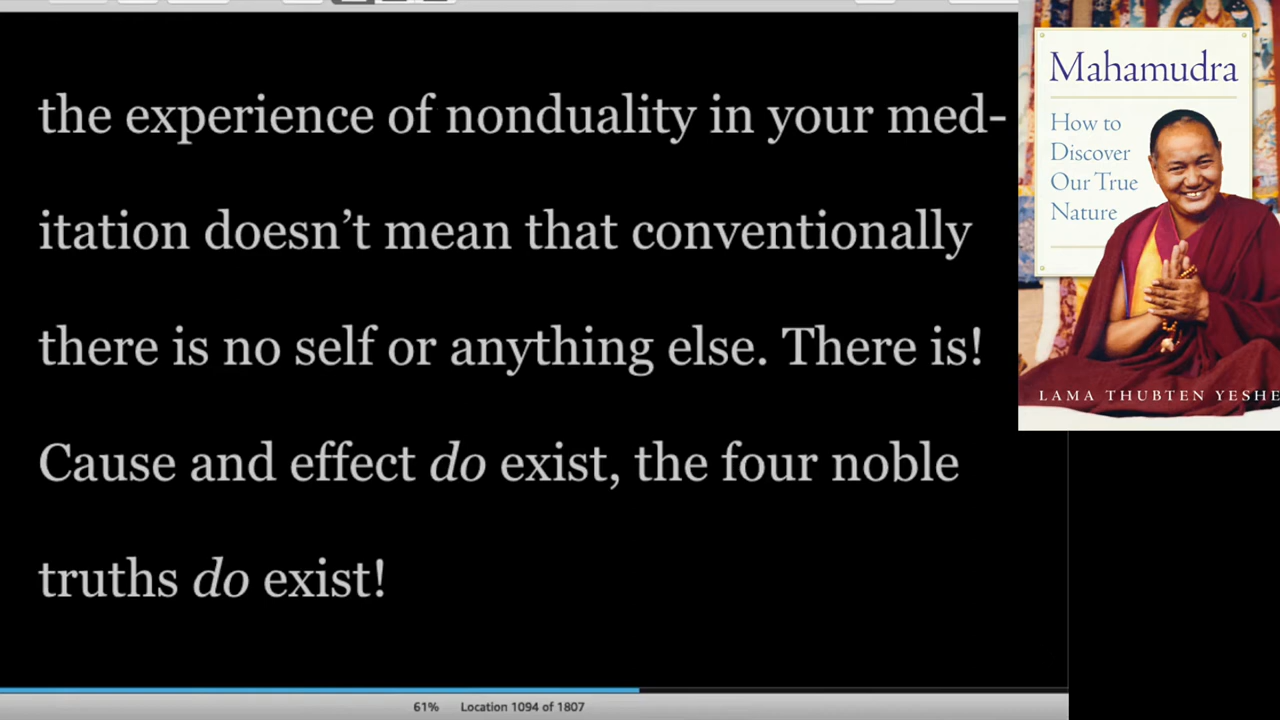 the experience of nonduality in your med-
itation doesn’t mean that conventionally
there is no self or anything else. There is!
Cause and effect do exist, the four noble
truths do exist!
61% Location 1094 of 1807
Mahamudra
How to
Discover
Our True
Nature
LAMA THUBTEN YESHE